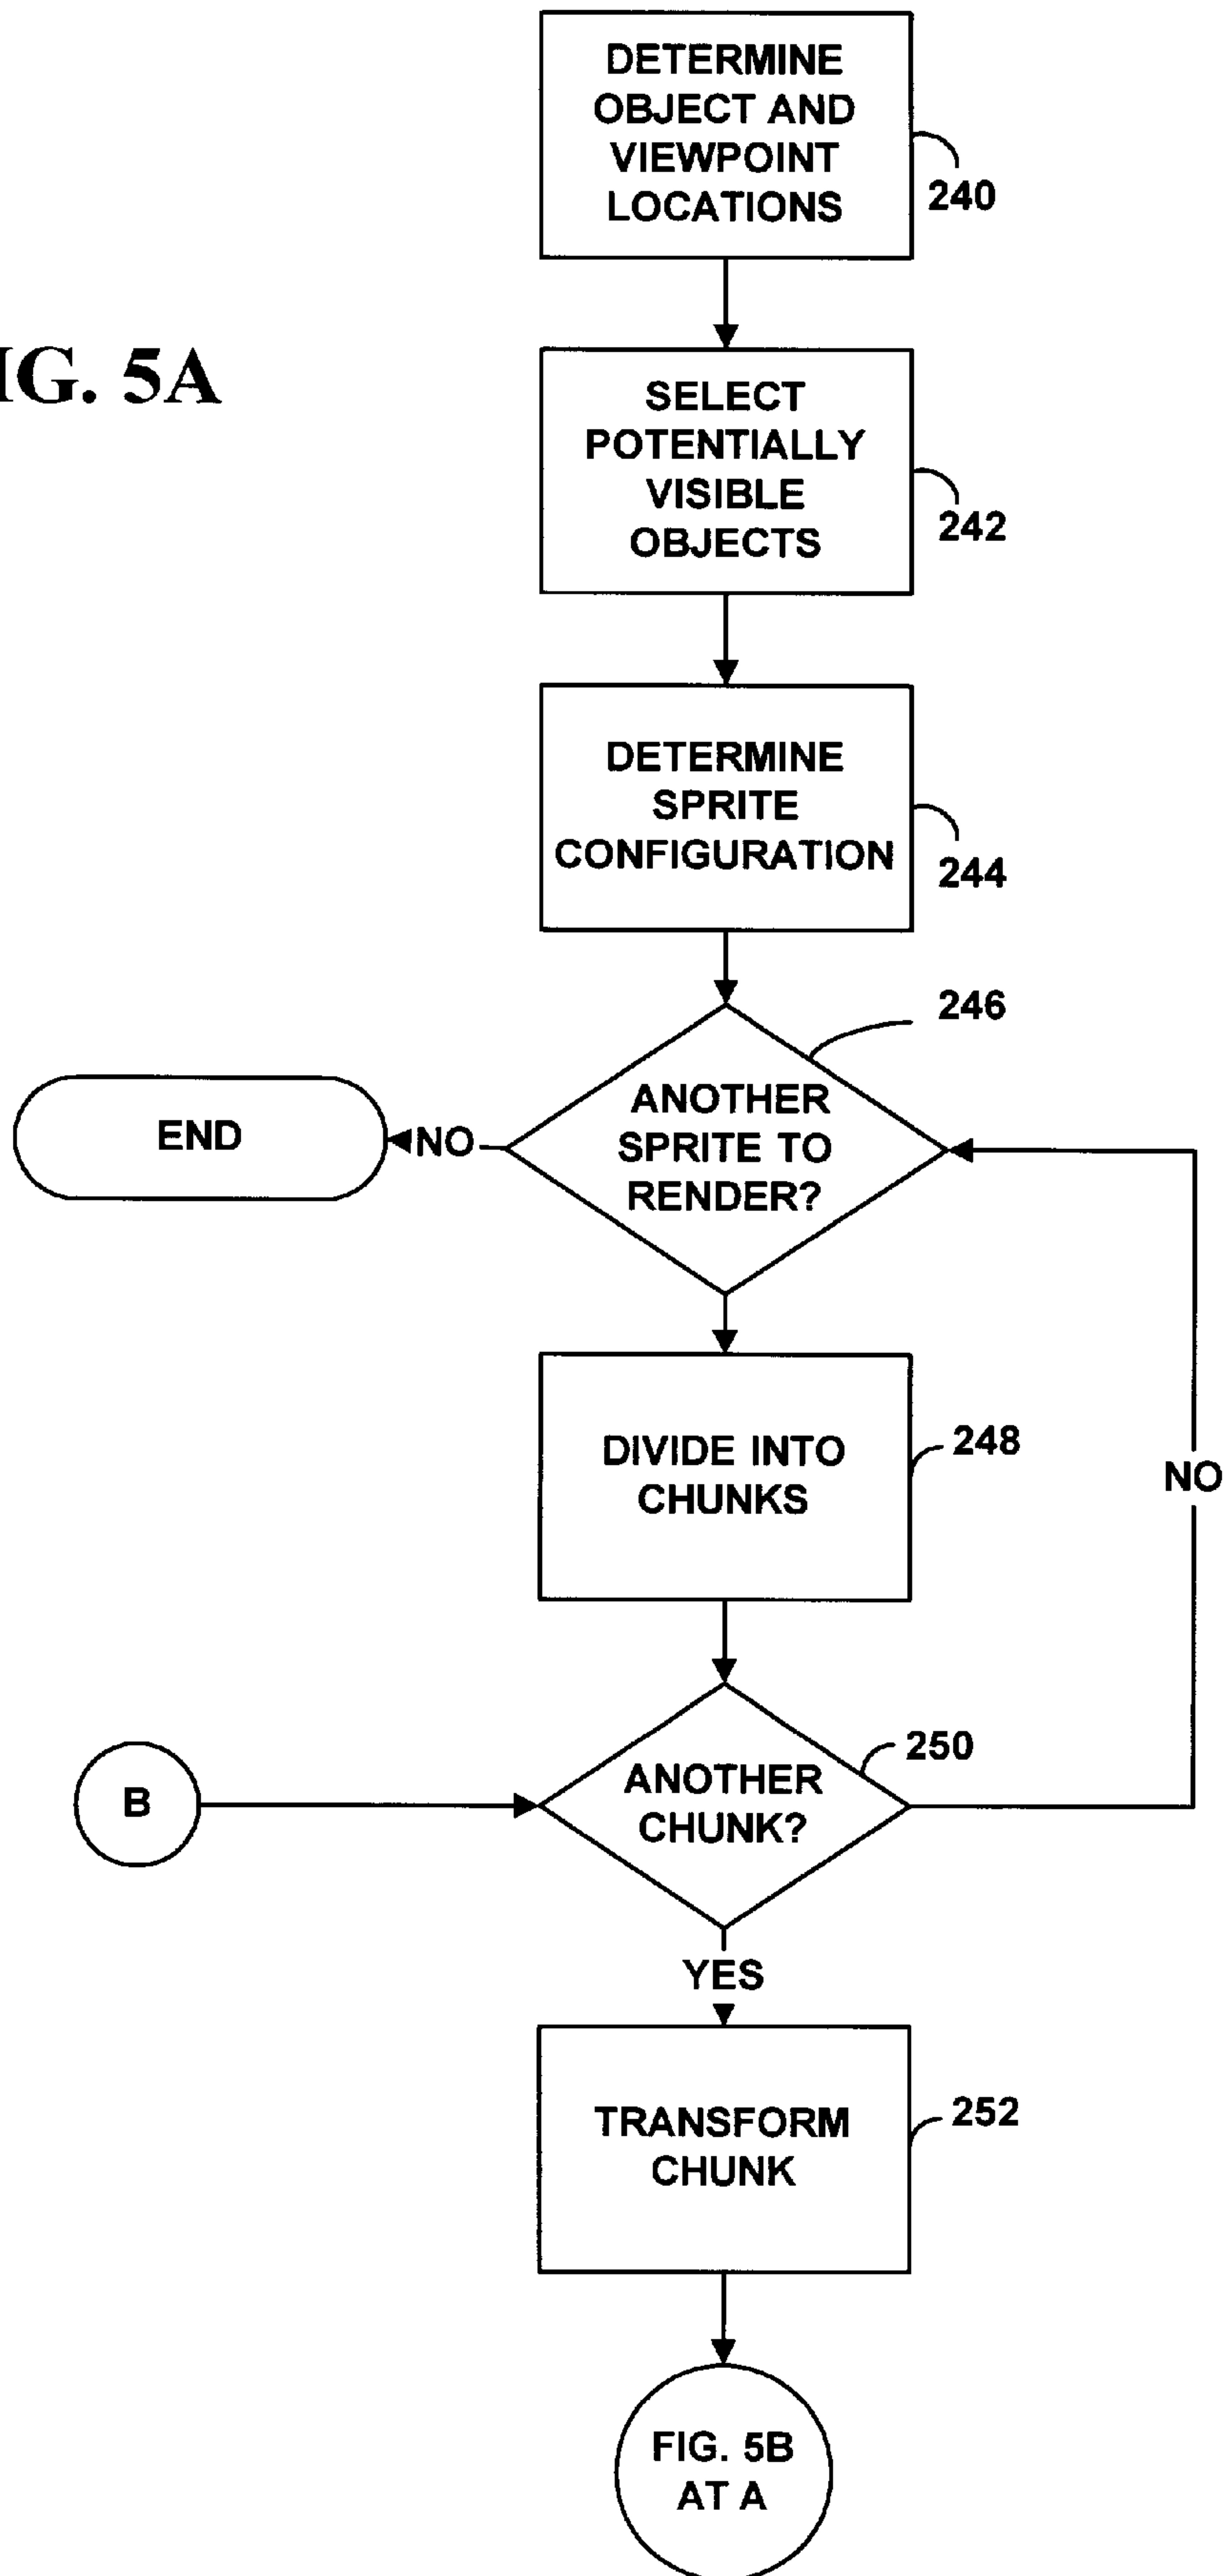 DETERMINE
OBJECT AND
VIEWPOINT
LOCATIONS
240
IG. 5A
SELECT
POTENTIALLY
VISIBLE
OBJECTS
242
DETERMINE
SPRITE
CONFIGURATION
244
246
ANOTHER
SPRITE TO
RENDER?
NO
END
DIVIDE INTO
CHUNKS
248
NO
250
ANOTHER
CHUNK?
B
YES
TRANSFORM
CHUNK
252
FIG. 5B
AT A